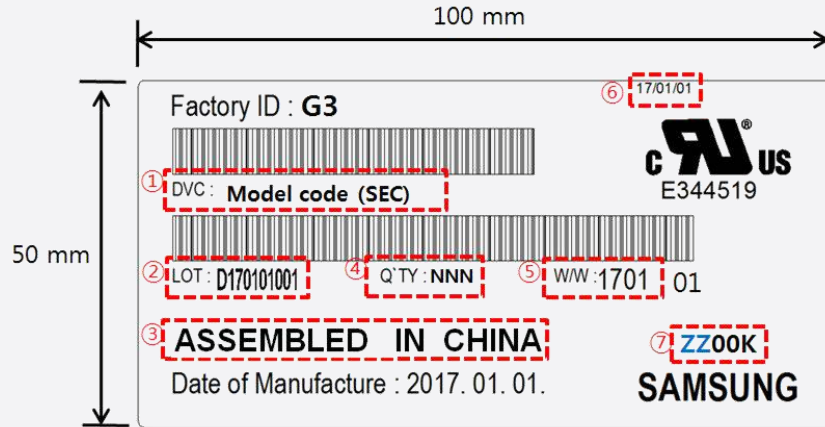 100 mm
⑥ 17/01/01
Factory ID : G3
C RU ® US
E344519
① DVC : Model code (SEC)
50 mm
② LOT : D170101001 ④ Q`TY : NNN ⑤ W/W : 1701 01
③ ASSEMBLED IN CHINA ⑦ ZZ00K
Date of Manufacture : 2017. 01. 01. SAMSUNG